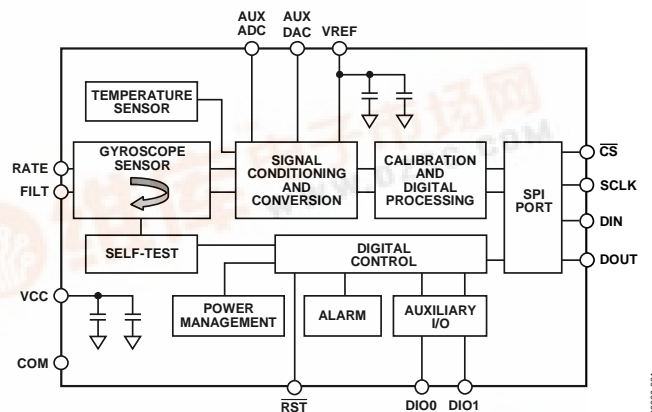 AUX ADC
AUX DAC
VREF
TEMPERATURE
SENSOR
RATE
FILT
GYROSCOPE
SENSOR
SIGNAL
CONDITIONING
AND
CONVERSION
CALIBRATION
AND
DIGITAL
PROCESSING
SPI
PORT
CS
SCLK
DIN
DOUT
SELF-TEST
DIGITAL
CONTROL
VCC
POWER
MANAGEMENT
ALARM
AUXILIARY
I/O
COM
RST
DIO0
DIO1